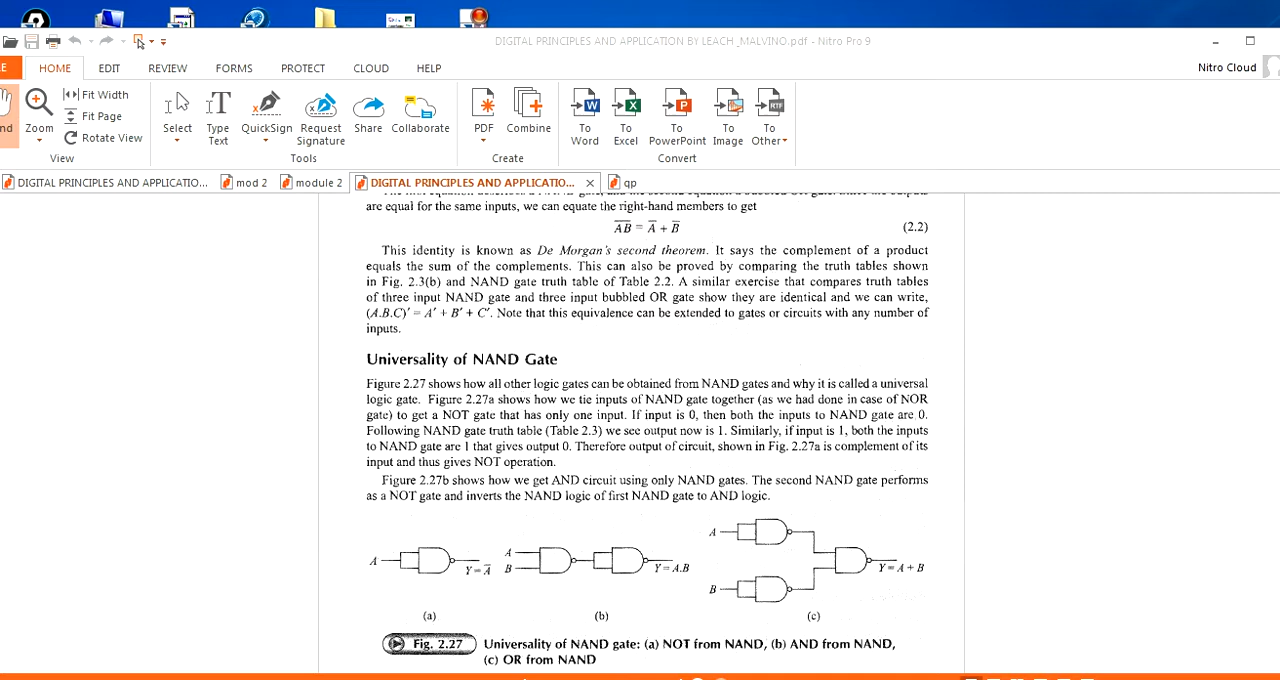 DIGITAL PRINCIPLES AND APPLICATION BY LEACH _MALVINO.pdf - Nitro Pro 9
HOME EDIT REVIEW FORMS PROTECT CLOUD HELP Nitro Cloud
Zoom
Fit Width
Fit Page
Rotate View
View
Select
Type Text
QuickSign
Request Signature
Share
Collaborate
Tools
PDF
Combine
Create
To Word
To Excel
To PowerPoint
To Image
To Other
Convert
DIGITAL PRINCIPLES AND APPLICATIO... mod 2 module 2 DIGITAL PRINCIPLES AND APPLICATIO... qp
are equal for the same inputs, we can equate the right-hand members to get
A̅B̅ = A̅ + B̅ (2.2)
This identity is known as De Morgan's second theorem. It says the complement of a product
equals the sum of the complements. This can also be proved by comparing the truth tables shown
in Fig. 2.3(b) and NAND gate truth table of Table 2.2. A similar exercise that compares truth tables
of three input NAND gate and three input bubbled OR gate show they are identical and we can write,
(A.B.C)' = A' + B' + C'. Note that this equivalence can be extended to gates or circuits with any number of
inputs.
Universality of NAND Gate
Figure 2.27 shows how all other logic gates can be obtained from NAND gates and why it is called a universal
logic gate. Figure 2.27a shows how we tie inputs of NAND gate together (as we had done in case of NOR
gate) to get a NOT gate that has only one input. If input is 0, then both the inputs to NAND gate are 0.
Following NAND gate truth table (Table 2.3) we see output now is 1. Similarly, if input is 1, both the inputs
to NAND gate are 1 that gives output 0. Therefore output of circuit, shown in Fig. 2.27a is complement of its
input and thus gives NOT operation.
Figure 2.27b shows how we get AND circuit using only NAND gates. The second NAND gate performs
as a NOT gate and inverts the NAND logic of first NAND gate to AND logic.
A
Y = A̅
A
B
Y = A.B
A
B
Y = A + B
(a) (b) (c)
Fig. 2.27 Universality of NAND gate: (a) NOT from NAND, (b) AND from NAND,
(c) OR from NAND